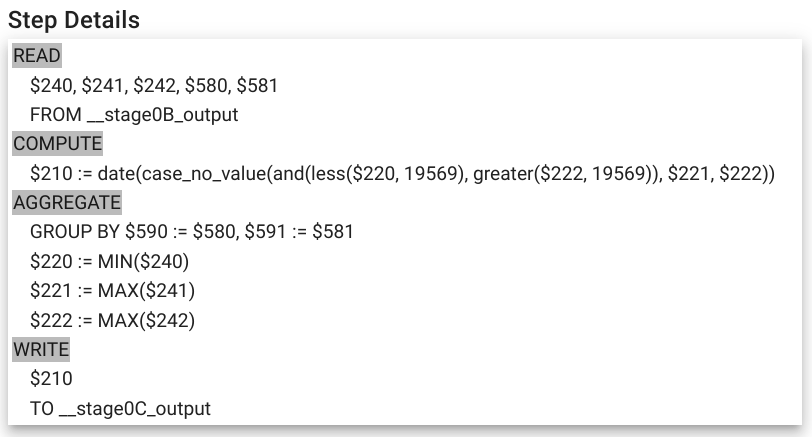 Step Details
READ
$240, $241, $242, $580, $581
FROM __stage0B_output
COMPUTE
$210 := date(case_no_value(and(less($220, 19569), greater($222, 19569)), $221, $222))
AGGREGATE
GROUP BY $590 := $580, $591 := $581
$220 := MIN($240)
$221 := MAX($241)
$222 := MAX($242)
WRITE
$210
TO __stage0C_output